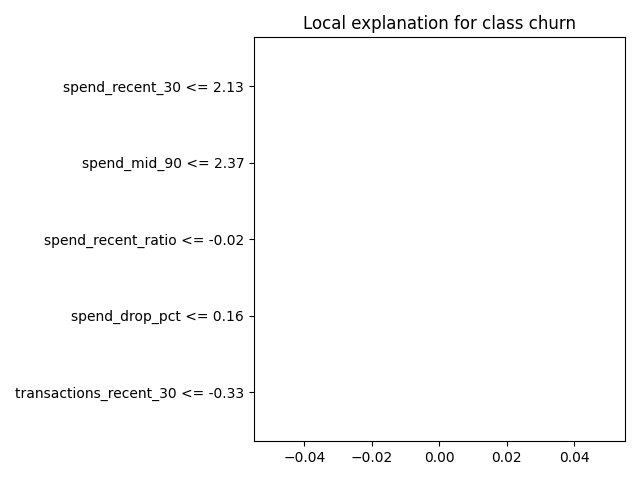 Local explanation for class churn
spend_recent_30 <= 2.13
spend_mid_90 <= 2.37
spend_recent_ratio <= -0.02
spend_drop_pct <= 0.16
transactions_recent_30 <= -0.33
−0.04 −0.02 0.00 0.02 0.04